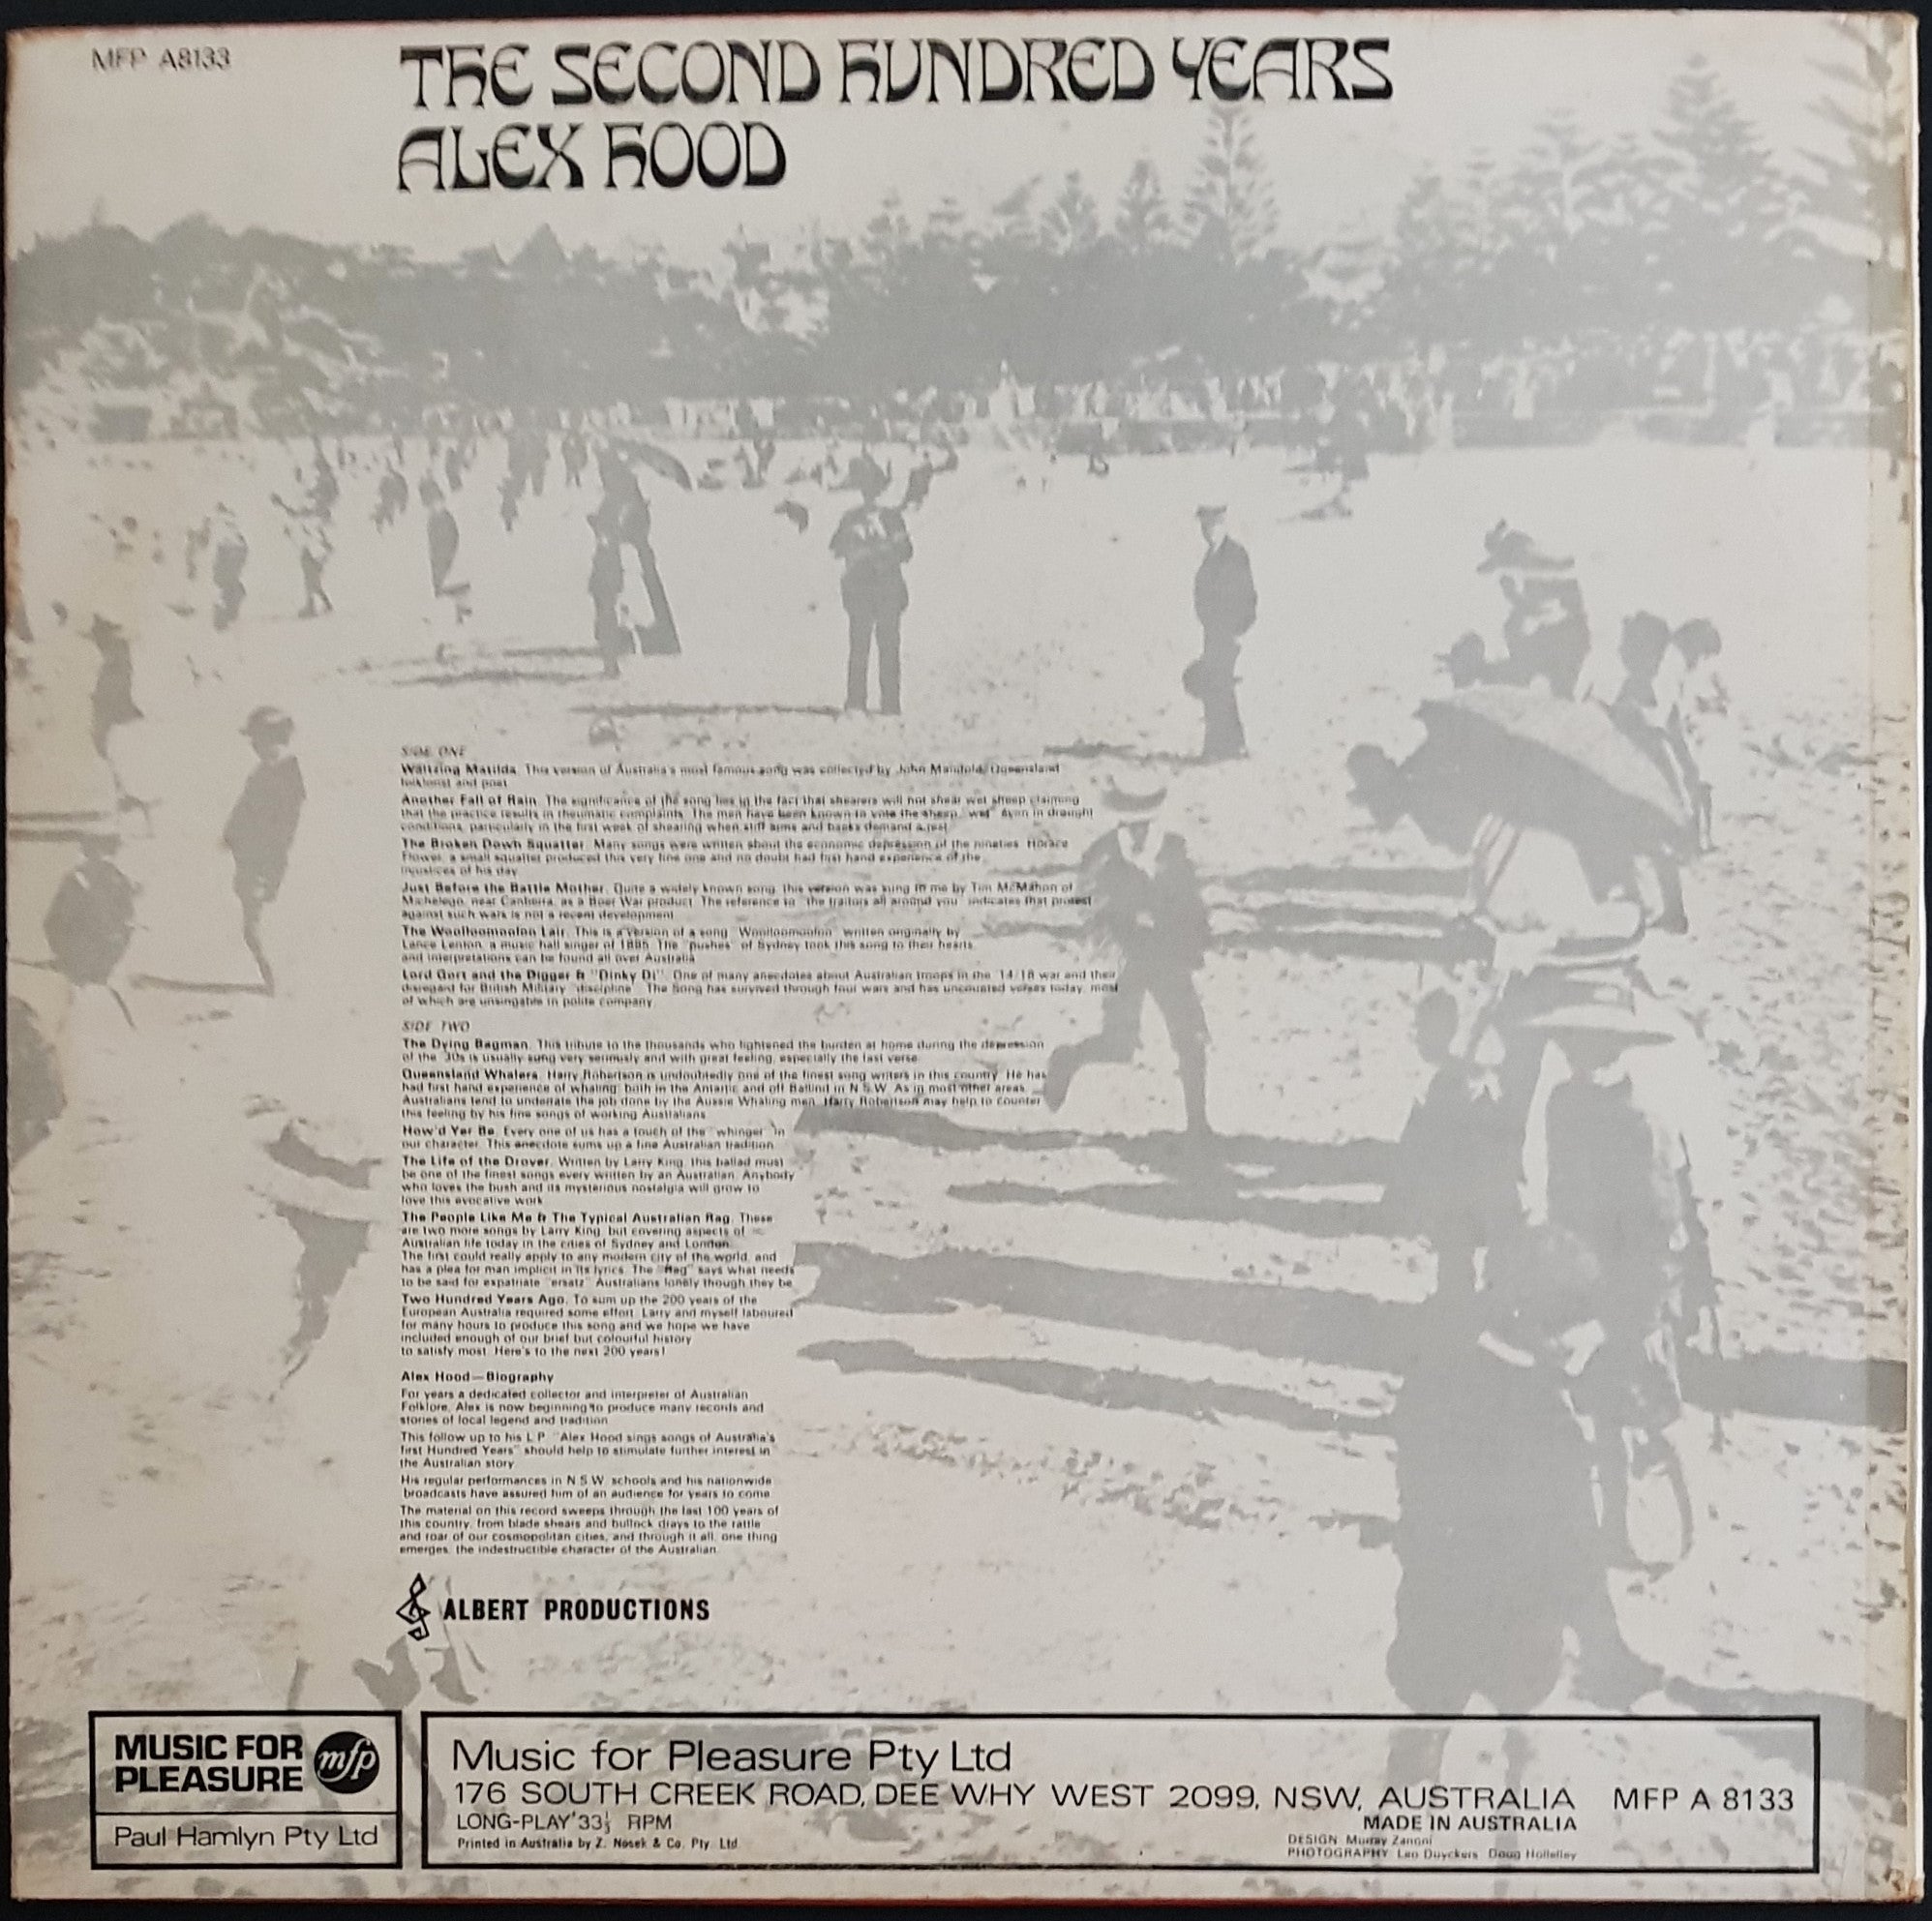 MFP A8133
THE SECOND HUNDRED YEARS
ALEX HOOD
SIDE ONE
Waltzing Matilda. This version of Australia's most famous song was collected by John Manifold, Queensland
folklorist and poet
Another Fall of Rain. The significance of the song lies in the fact that shearers will not shear wet sheep claiming
that the practice results in rheumatic complaints. The men have been known to vote the sheep "wet" even in drought
conditions, particularly in the first week of shearing when stiff arms and backs demand a rest
The Broken Down Squatter. Many songs were written about the economic depression of the nineties. Horace
Flower, a small squatter produced this very fine one and no doubt had first hand experience of the
injustices of his day
Just Before the Battle Mother. Quite a widely known song, this version was sung to me by Tim McMahon of
Michelego, near Canberra, as a Boer War product. The reference to "the traitors all around you" indicates that protest
against such wars is not a recent development
The Woolloomooloo Lair. This is a version of a song "Woolloomooloo" written originally by
Lance Lenton, a music hall singer of 1885. The "pushes" of Sydney took this song to their hearts
and interpretations can be found all over Australia
Lord Gort and the Digger & "Dinky Di". One of many anecdotes about Australian troops in the '14/18 war and their
disregard for British Military "discipline". The Song has survived through four wars and has uncounted verses today, most
of which are unsingable in polite company
SIDE TWO
The Dying Bagman. This tribute to the thousands who lightened the burden at home during the depression
of the '30s is usually sung very seriously and with great feeling, especially the last verse
Queensland Whalers. Harry Robertson is undoubtedly one of the finest song writers in this country. He has
had first hand experience of whaling both in the Antartic and off Ballind in N.S.W. As in most other areas
Australians tend to underrate the job done by the Aussie Whaling men. Harry Robertson may help to counter
this feeling by his fine songs of working Australians
How'd Yer Be. Every one of us has a touch of the "whinger" in
our character. This anecdote sums up a fine Australian tradition
The Life of the Drover. Written by Larry King, this ballad must
be one of the finest songs every written by an Australian. Anybody
who loves the bush and its mysterious nostalgia will grow to
love this evocative work
The People Like Me & The Typical Australian Rag. These
are two more songs by Larry King, but covering aspects of
Australian life today in the cities of Sydney and London.
The first could really apply to any modern city of the world, and
has a plea for man implicit in its lyrics. The "Rag" says what needs
to be said for expatriate "ersatz" Australians lonely though they be
Two Hundred Years Ago. To sum up the 200 years of the
European Australia required some effort. Larry and myself laboured
for many hours to produce this song and we hope we have
included enough of our brief but colourful history
to satisfy most. Here's to the next 200 years!
Alex Hood—Biography
For years a dedicated collector and interpreter of Australian
Folklore, Alex is now beginning to produce many records and
stories of local legend and tradition
This follow up to his L.P. "Alex Hood sings songs of Australia's
first Hundred Years" should help to stimulate further interest in
the Australian story
His regular performances in N.S.W. schools and his nationwide
broadcasts have assured him of an audience for years to come
The material on this record sweeps through the last 100 years of
this country, from blade shears and bullock drays to the rattle
and roar of our cosmopolitan cities, and through it all, one thing
emerges, the indestructible character of the Australian.
ALBERT PRODUCTIONS
MUSIC FOR
PLEASURE
mfp
Paul Hamlyn Pty Ltd
Music for Pleasure Pty Ltd
176 SOUTH CREEK ROAD, DEE WHY WEST 2099, NSW, AUSTRALIA MFP A 8133
LONG-PLAY 33⅓ RPM
MADE IN AUSTRALIA
Printed in Australia by Z. Nosek & Co. Pty. Ltd.
DESIGN Murray Zanoni
PHOTOGRAPHY Leo Duyckers Doug Holleley